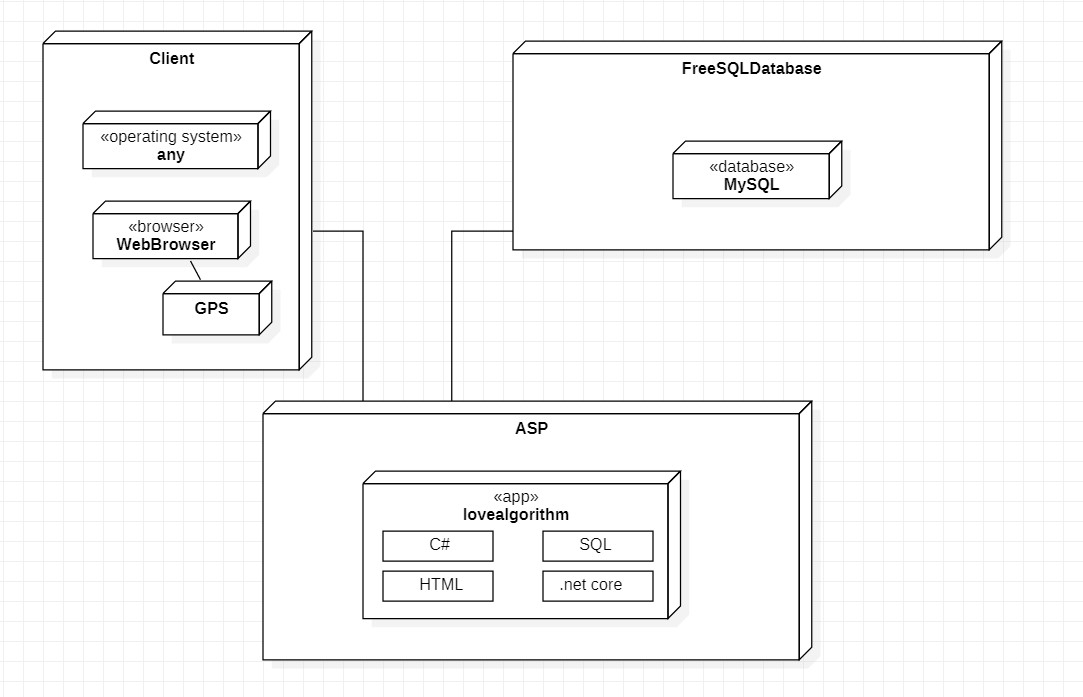 Client
«operating system»
any
«browser»
WebBrowser
GPS
FreeSQLDatabase
«database»
MySQL
ASP
«app»
lovealgorithm
C#
SQL
HTML
.net core